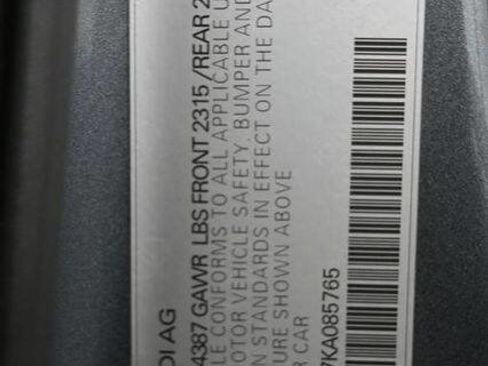 DI AG
4387 GAWR LBS FRONT 2315 /REAR 2
LE CONFORMS TO ALL APPLICABLE U
OTOR VEHICLE SAFETY, BUMPER AND
N STANDARDS IN EFFECT ON THE DA
URE SHOWN ABOVE
R CAR
7KA085765